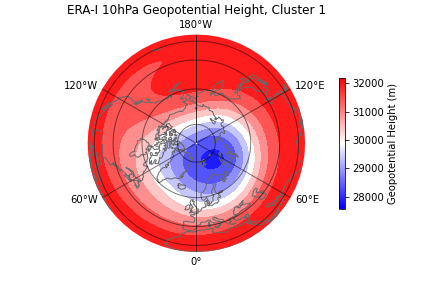 ERA-I 10hPa Geopotential Height, Cluster 1
180°W
120°W
120°E
60°W
60°E
0°
32000
31000
30000
29000
28000
Geopotential Height (m)